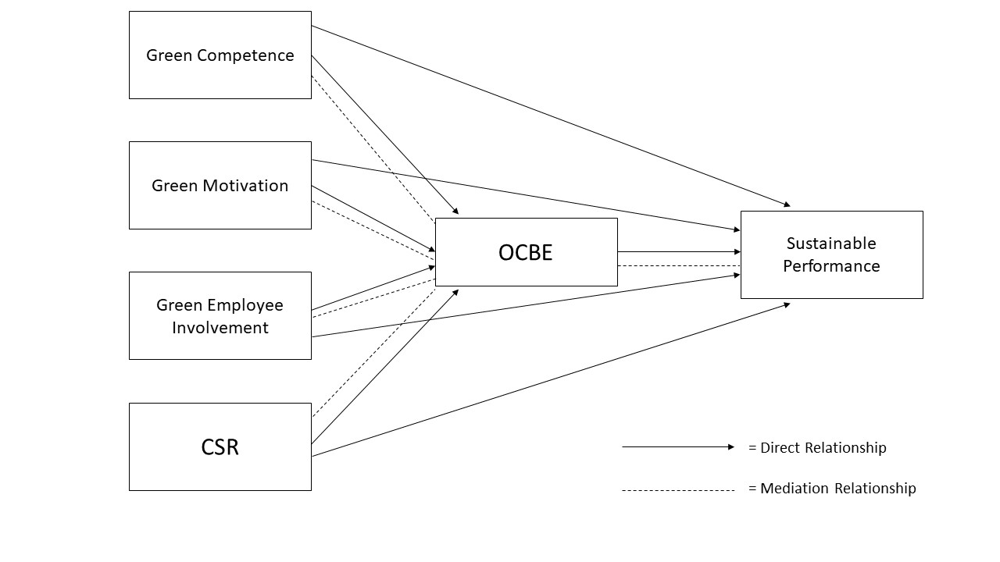 Green Competence
Green Motivation
Green Employee
Involvement
CSR
OCBE
Sustainable
Performance
= Direct Relationship
= Mediation Relationship